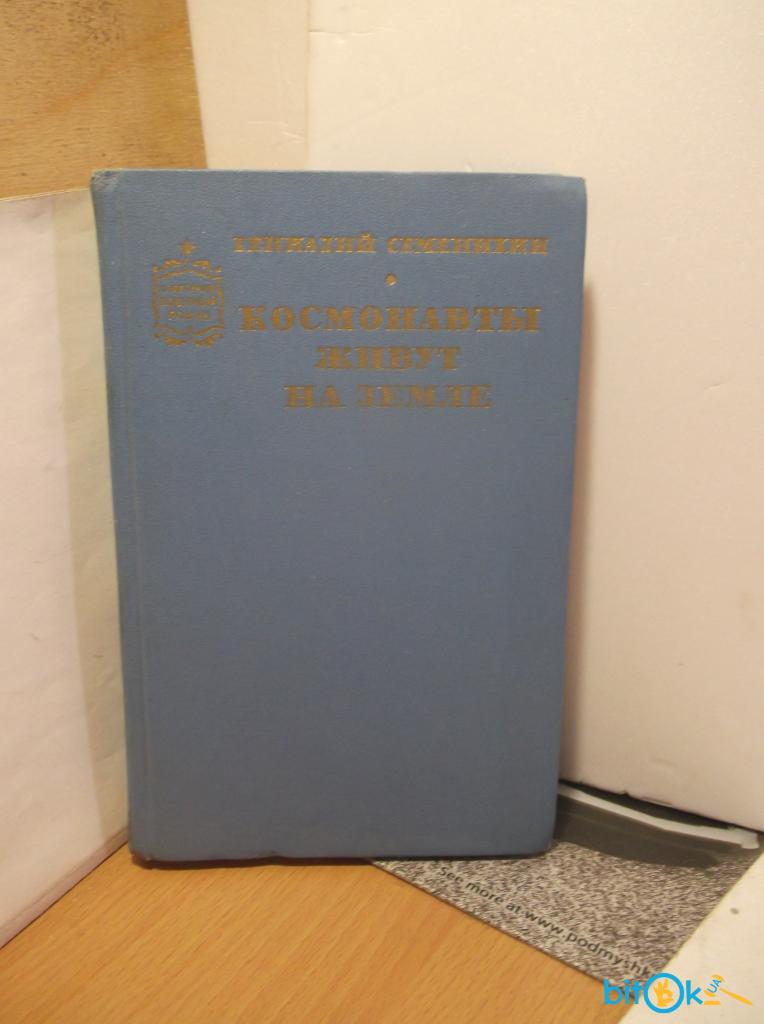 ГЕННАДИЙ СЕМЕНИХИН
КОСМОНАВТЫ
ЖИВУТ
НА ЗЕМЛЕ
See more at www.podmyshk
bitOk
UA